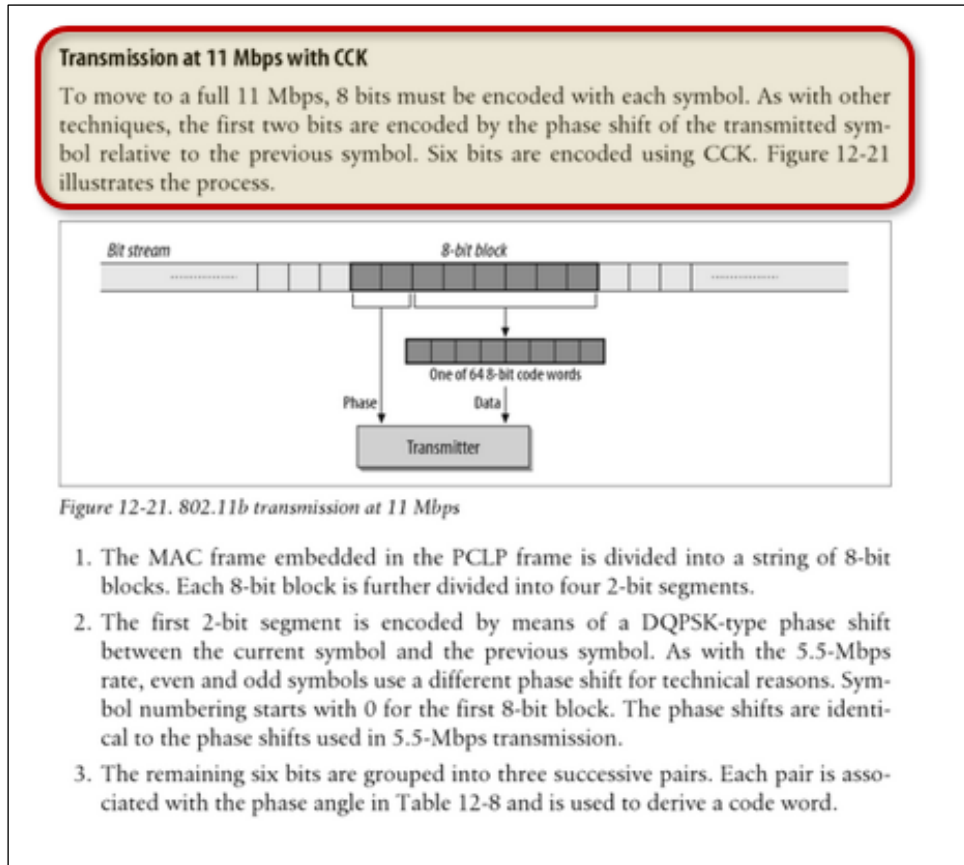 Transmission at 11 Mbps with CCK
To move to a full 11 Mbps, 8 bits must be encoded with each symbol. As with other
techniques, the first two bits are encoded by the phase shift of the transmitted sym-
bol relative to the previous symbol. Six bits are encoded using CCK. Figure 12-21
illustrates the process.
Bit stream
8-bit block
One of 64 8-bit code words
Phase
Data
Transmitter
Figure 12-21. 802.11b transmission at 11 Mbps
1. The MAC frame embedded in the PCLP frame is divided into a string of 8-bit
blocks. Each 8-bit block is further divided into four 2-bit segments.
2. The first 2-bit segment is encoded by means of a DQPSK-type phase shift
between the current symbol and the previous symbol. As with the 5.5-Mbps
rate, even and odd symbols use a different phase shift for technical reasons. Sym-
bol numbering starts with 0 for the first 8-bit block. The phase shifts are identi-
cal to the phase shifts used in 5.5-Mbps transmission.
3. The remaining six bits are grouped into three successive pairs. Each pair is asso-
ciated with the phase angle in Table 12-8 and is used to derive a code word.